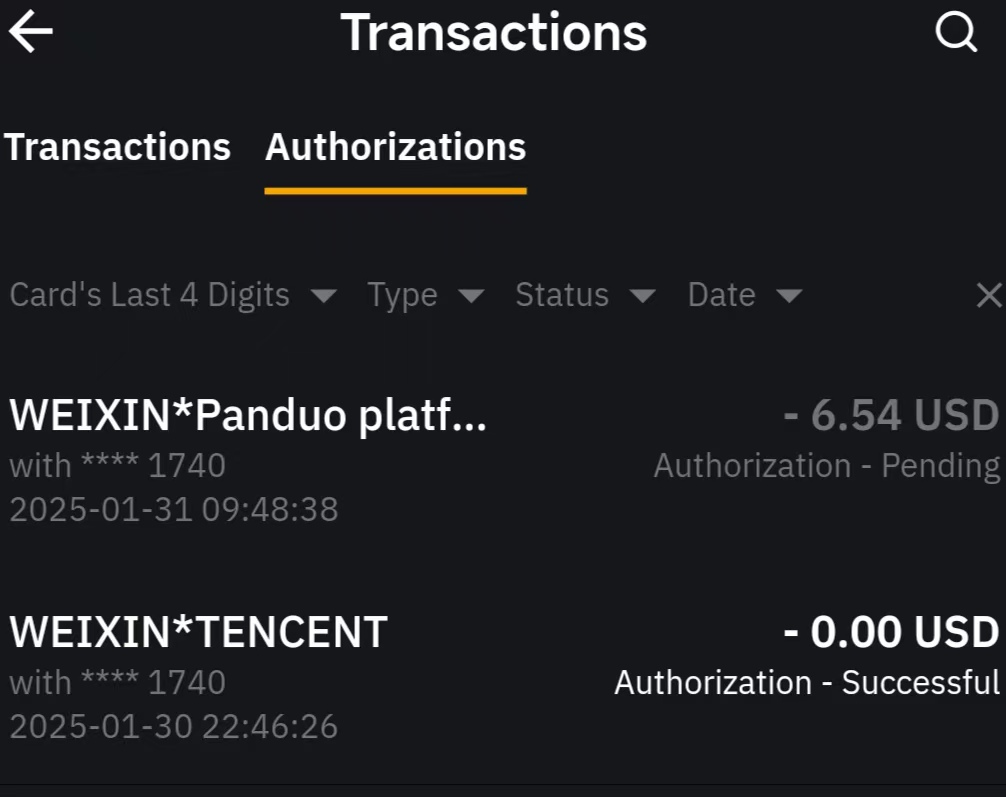 Transactions
Transactions Authorizations
Card's Last 4 Digits Type Status Date
WEIXIN*Panduo platf... - 6.54 USD
with **** 1740 Authorization - Pending
2025-01-31 09:48:38
WEIXIN*TENCENT - 0.00 USD
with **** 1740 Authorization - Successful
2025-01-30 22:46:26